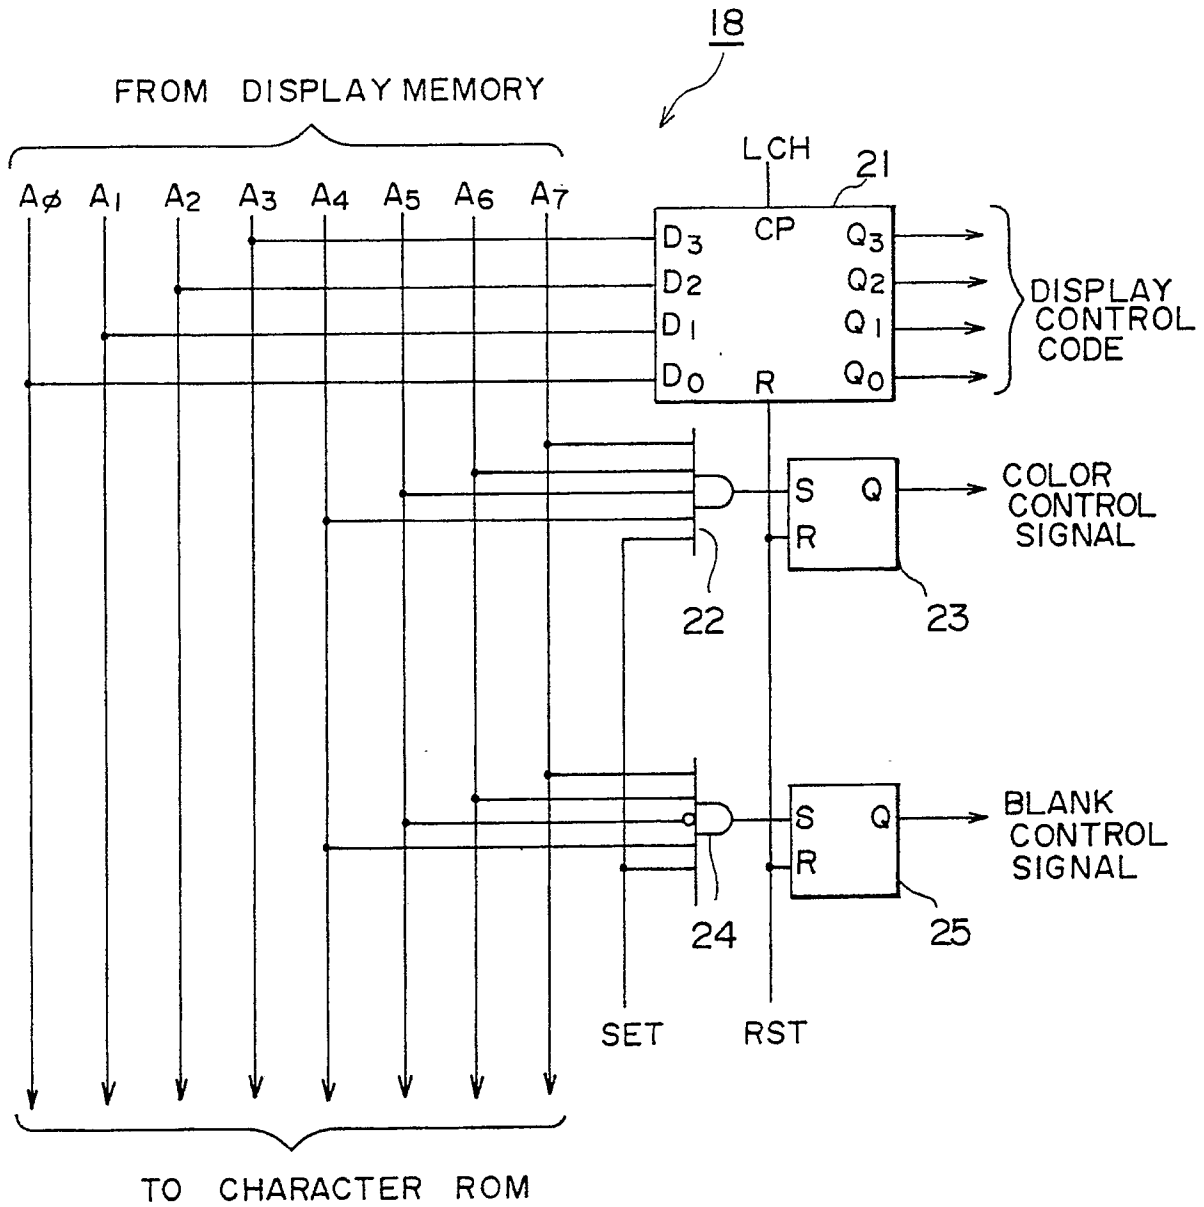 18
FROM DISPLAY MEMORY
LCH
21
Aφ A1 A2 A3 A4 A5 A6 A7
CP
D3 Q3
D2 Q2
D1 Q1
D0 R Q0
DISPLAY
CONTROL
CODE
S Q
R
COLOR
CONTROL
SIGNAL
22
23
S Q
R
BLANK
CONTROL
SIGNAL
24
25
SET RST
TO CHARACTER ROM